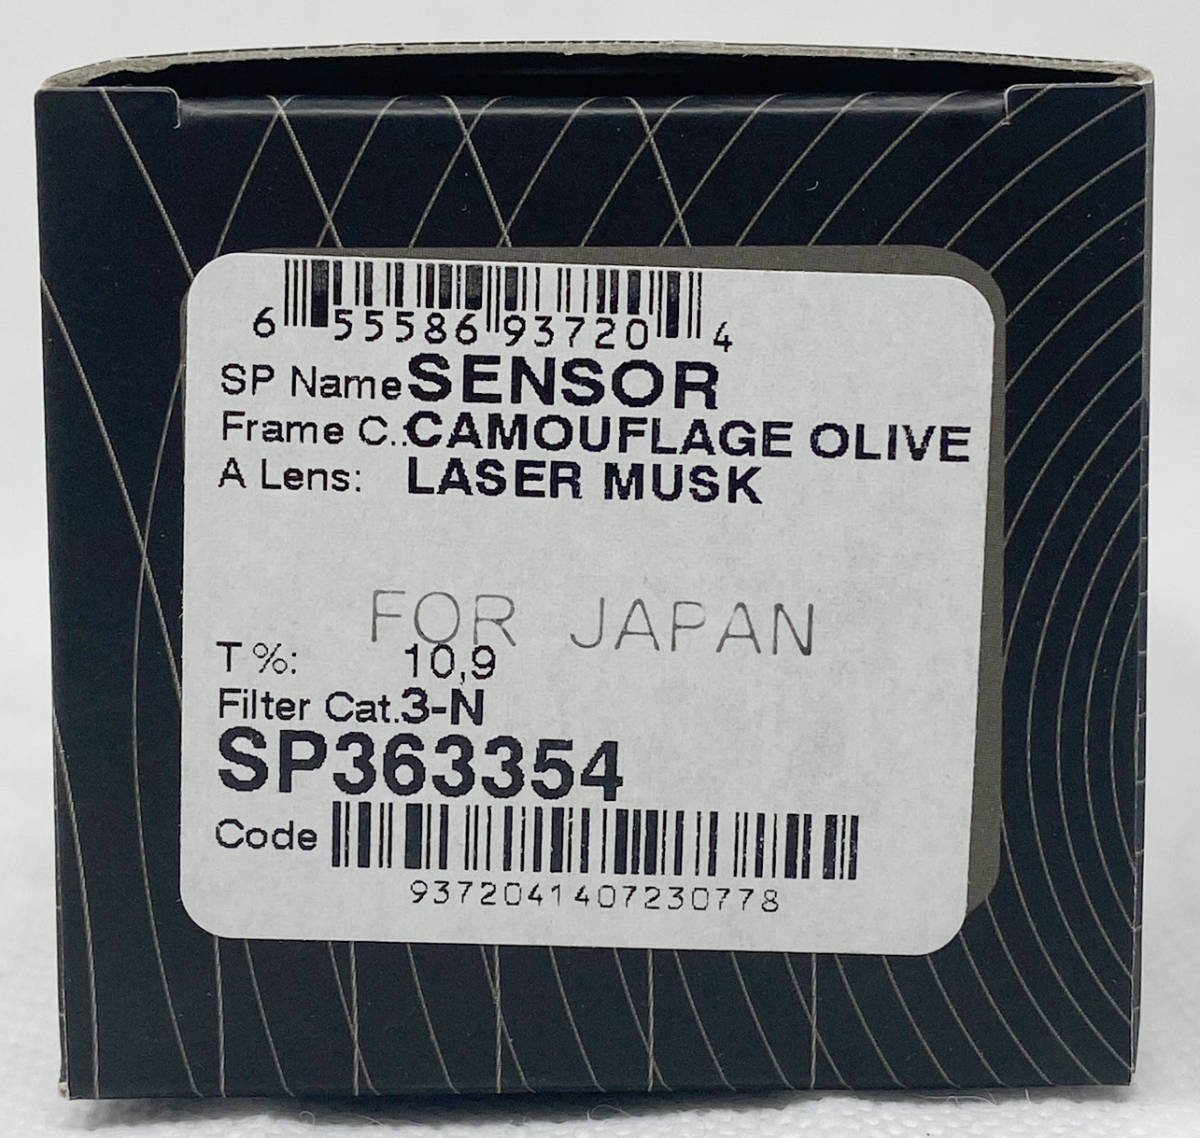 6 55586 93720 4
SP Name SENSOR
Frame C.: CAMOUFLAGE OLIVE
A Lens: LASER MUSK
FOR JAPAN
T %: 10,9
Filter Cat. 3-N
SP363354
Code
9372041407230778